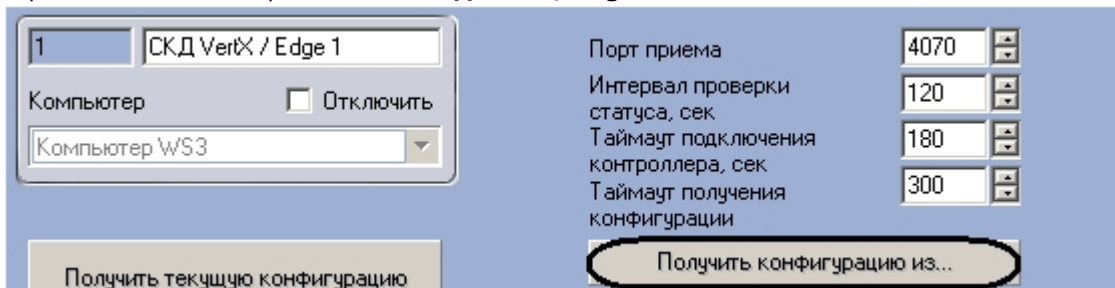 1
СКД VertX / Edge 1
Компьютер
Отключить
Компьютер WS3
Получить текущую конфигурацию
Порт приема
4070
Интервал проверки
статуса, сек
120
Таймаут подключения
контроллера, сек
180
Таймаут получения
конфигурации
300
Получить конфигурацию из...